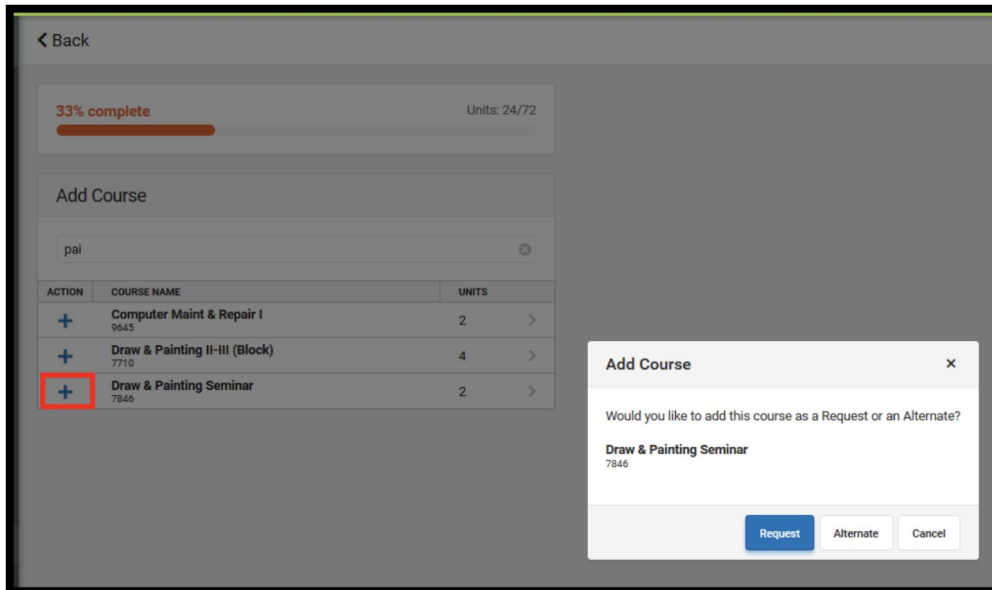 Back
33% complete Units: 24/72
Add Course
pai
ACTION COURSE NAME UNITS
Computer Maint & Repair I 2
9645
Draw & Painting II-III (Block) 4
7710
Draw & Painting Seminar 2
7846
Add Course
Would you like to add this course as a Request or an Alternate?
Draw & Painting Seminar
7846
Request Alternate Cancel